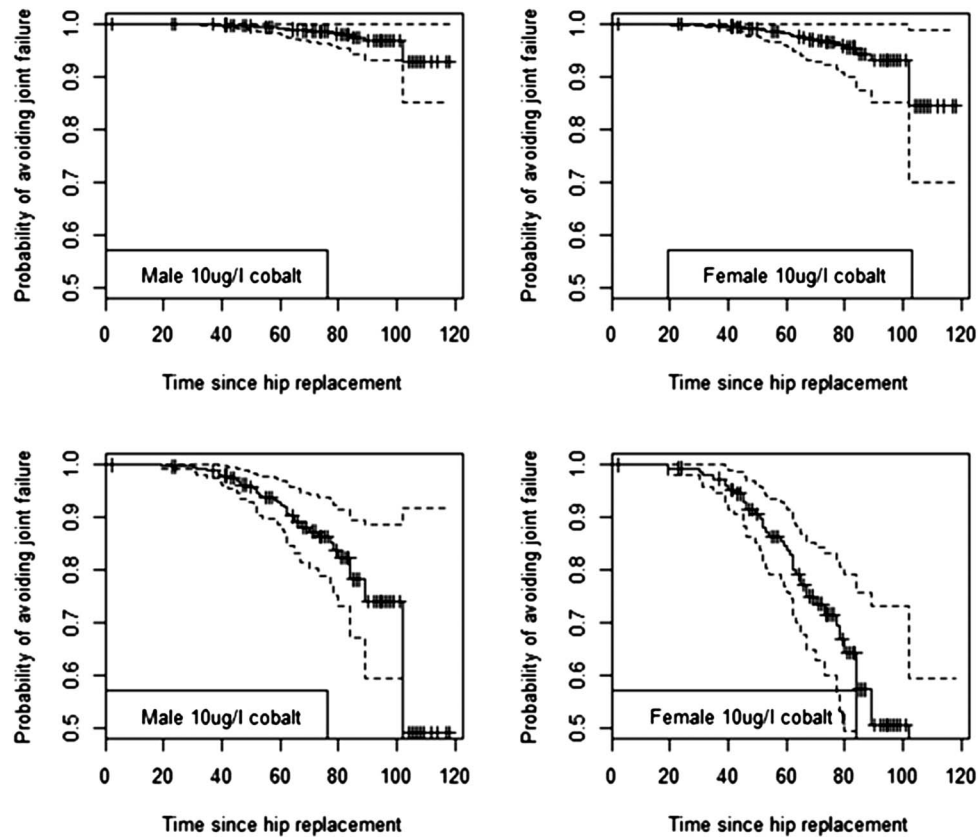 Probability of avoiding joint failure
1.0
0.9
0.8
0.7
0.6
0.5
Male 10ug/l cobalt
0 20 40 60 80 100 120
Time since hip replacement
Probability of avoiding joint failure
1.0
0.9
0.8
0.7
0.6
0.5
Female 10ug/l cobalt
0 20 40 60 80 100 120
Time since hip replacement
Probability of avoiding joint failure
1.0
0.9
0.8
0.7
0.6
0.5
Male 10ug/l cobalt
0 20 40 60 80 100 120
Time since hip replacement
Probability of avoiding joint failure
1.0
0.9
0.8
0.7
0.6
0.5
Female 10ug/l cobalt
0 20 40 60 80 100 120
Time since hip replacement